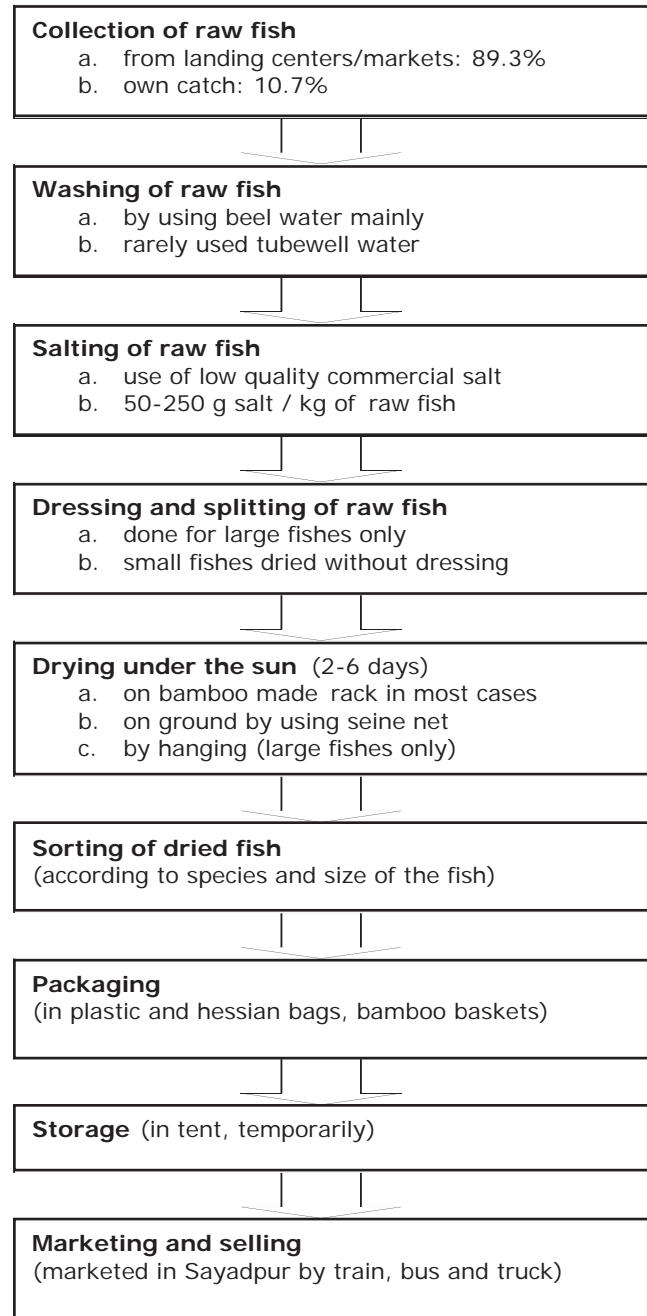 Collection of raw fish
a. from landing centers/markets: 89.3%
b. own catch: 10.7%
Washing of raw fish
a. by using beel water mainly
b. rarely used tubewell water
Salting of raw fish
a. use of low quality commercial salt
b. 50-250 g salt / kg of raw fish
Dressing and splitting of raw fish
a. done for large fishes only
b. small fishes dried without dressing
Drying under the sun (2-6 days)
a. on bamboo made rack in most cases
b. on ground by using seine net
c. by hanging (large fishes only)
Sorting of dried fish
(according to species and size of the fish)
Packaging
(in plastic and hessian bags, bamboo baskets)
Storage (in tent, temporarily)
Marketing and selling
(marketed in Sayadpur by train, bus and truck)